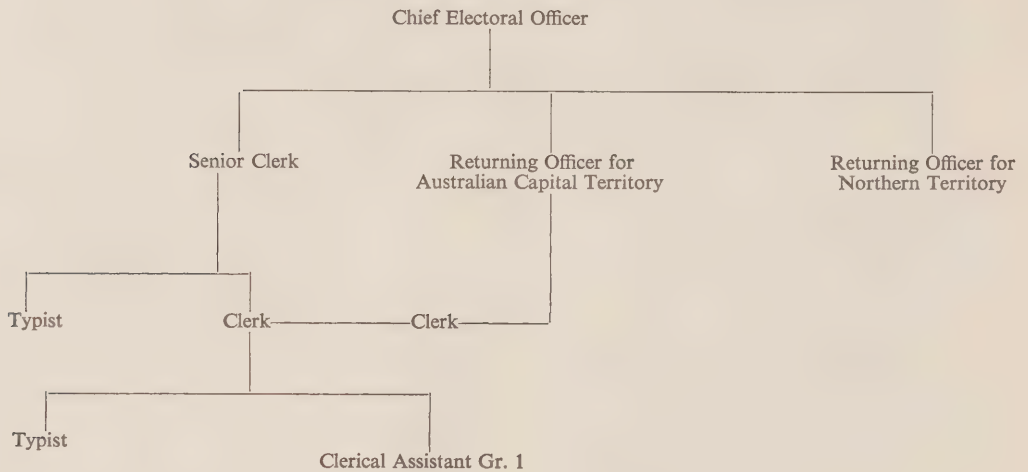 Chief Electoral Officer
Senior Clerk
Returning Officer for
Australian Capital Territory
Returning Officer for
Northern Territory
Typist
Clerk
Clerk
Typist
Clerical Assistant Gr. 1